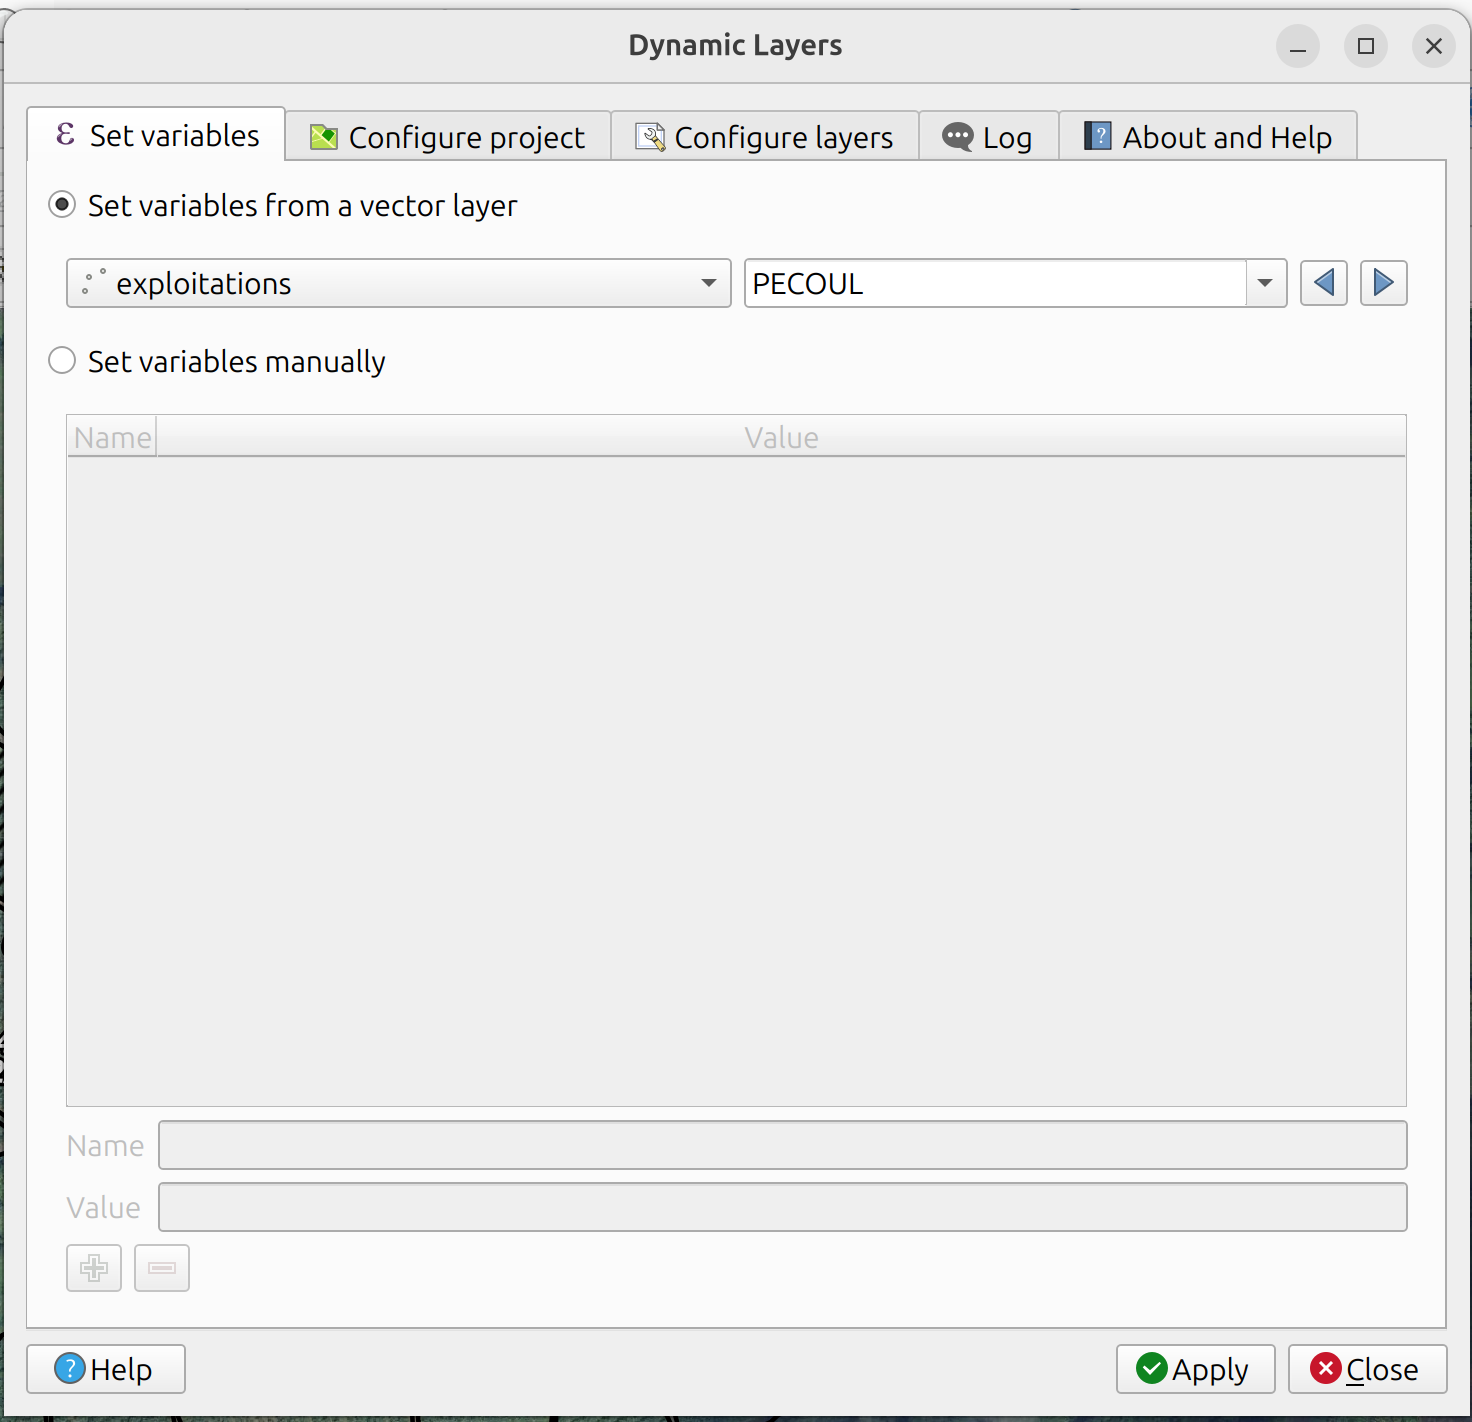 Dynamic Layers
ε Set variables Configure project Configure layers Log ? About and Help
Set variables from a vector layer
exploitations PECOUL
Set variables manually
Name Value
Name
Value
? Help Apply Close